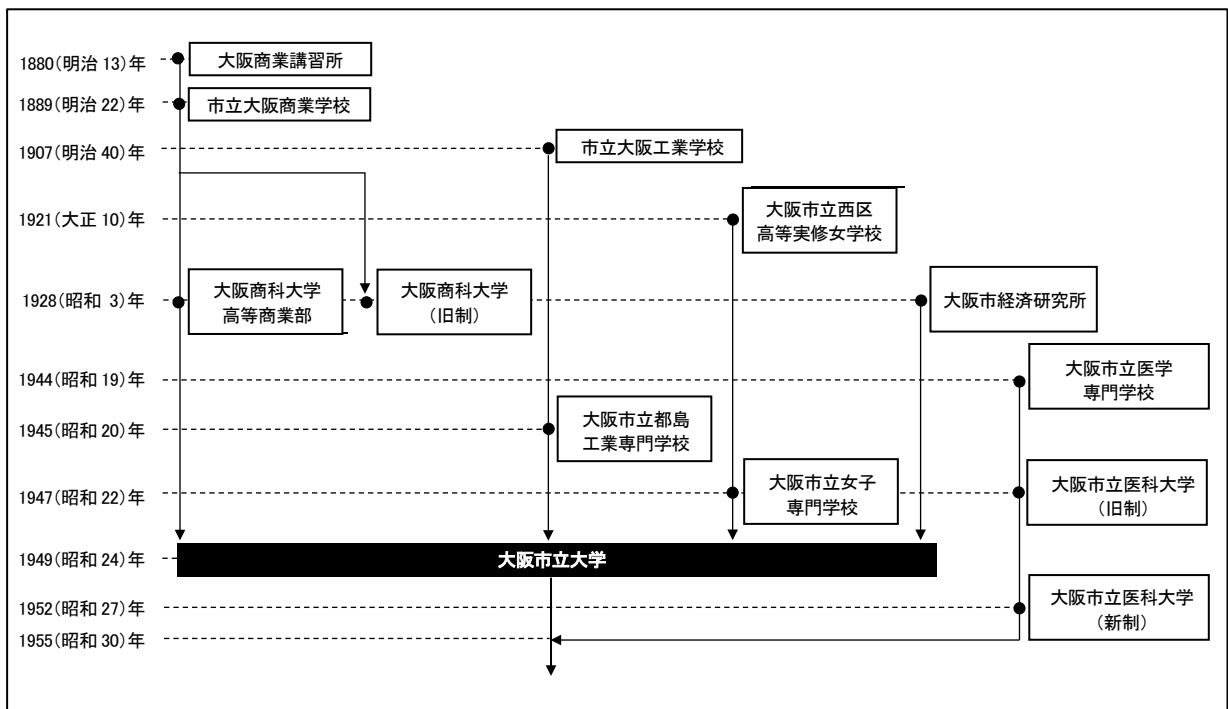 1880(明治 13)年
大阪商業講習所
1889(明治 22)年
市立大阪商業学校
1907(明治 40)年
市立大阪工業学校
1921(大正 10)年
大阪市立西区
高等実修女学校
1928(昭和 3)年
大阪商科大学
高等商業部
大阪商科大学
(旧制)
大阪市経済研究所
1944(昭和 19)年
大阪市立医学
専門学校
1945(昭和 20)年
大阪市立都島
工業専門学校
1947(昭和 22)年
大阪市立女子
専門学校
大阪市立医科大学
(旧制)
1949(昭和 24)年
大阪市立大学
1952(昭和 27)年
大阪市立医科大学
(新制)
1955(昭和 30)年